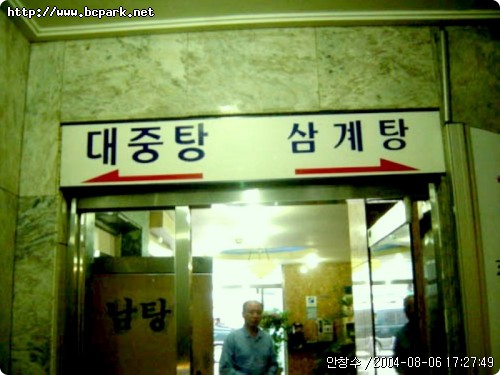 http://www.bcpark.net
대중탕 삼계탕
남탕
안창수 / 2004-08-06 17:27:49